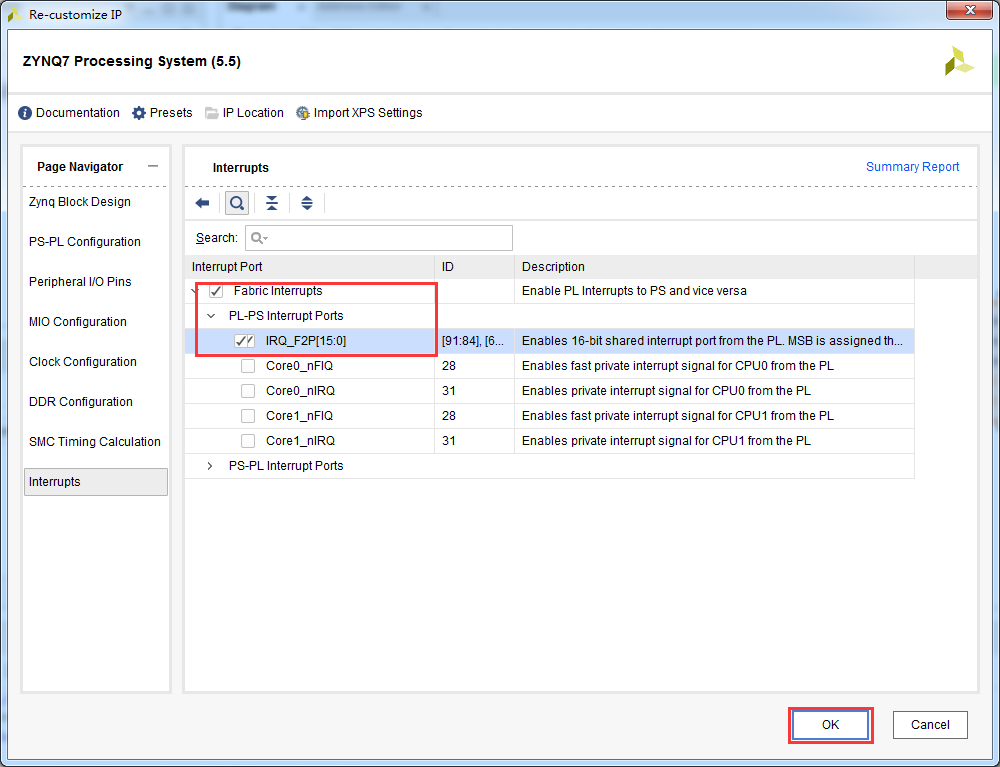 Re-customize IP
ZYNQ7 Processing System (5.5)
Documentation Presets IP Location Import XPS Settings
Page Navigator
Zynq Block Design
PS-PL Configuration
Peripheral I/O Pins
MIO Configuration
Clock Configuration
DDR Configuration
SMC Timing Calculation
Interrupts
Interrupts Summary Report
Search:
Interrupt Port ID Description
Fabric Interrupts Enable PL Interrupts to PS and vice versa
PL-PS Interrupt Ports
IRQ_F2P[15:0] [91:84], [6... Enables 16-bit shared interrupt port from the PL. MSB is assigned th...
Core0_nFIQ 28 Enables fast private interrupt signal for CPU0 from the PL
Core0_nIRQ 31 Enables private interrupt signal for CPU0 from the PL
Core1_nFIQ 28 Enables fast private interrupt signal for CPU1 from the PL
Core1_nIRQ 31 Enables private interrupt signal for CPU1 from the PL
PS-PL Interrupt Ports
OK Cancel